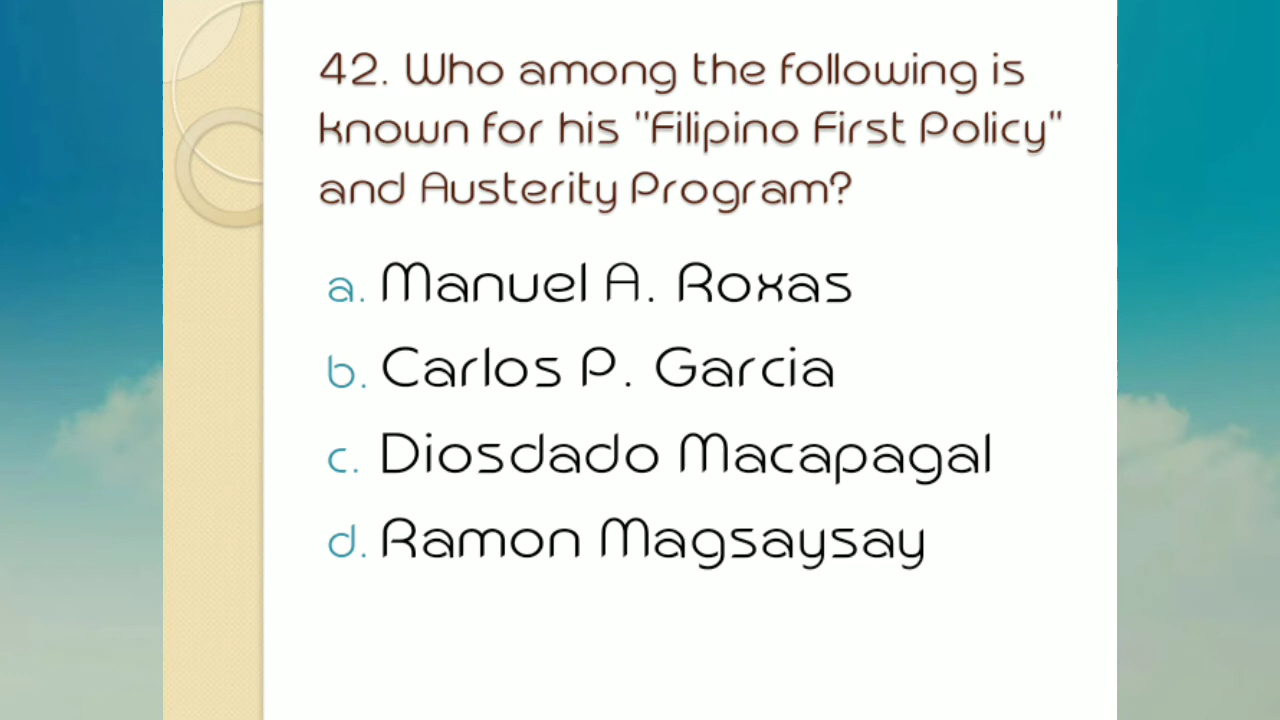 42. Who among the following is
known for his "Filipino First Policy"
and Austerity Program?
a. Manuel A. Roxas
b. Carlos P. Garcia
c. Diosdado Macapagal
d. Ramon Magsaysay